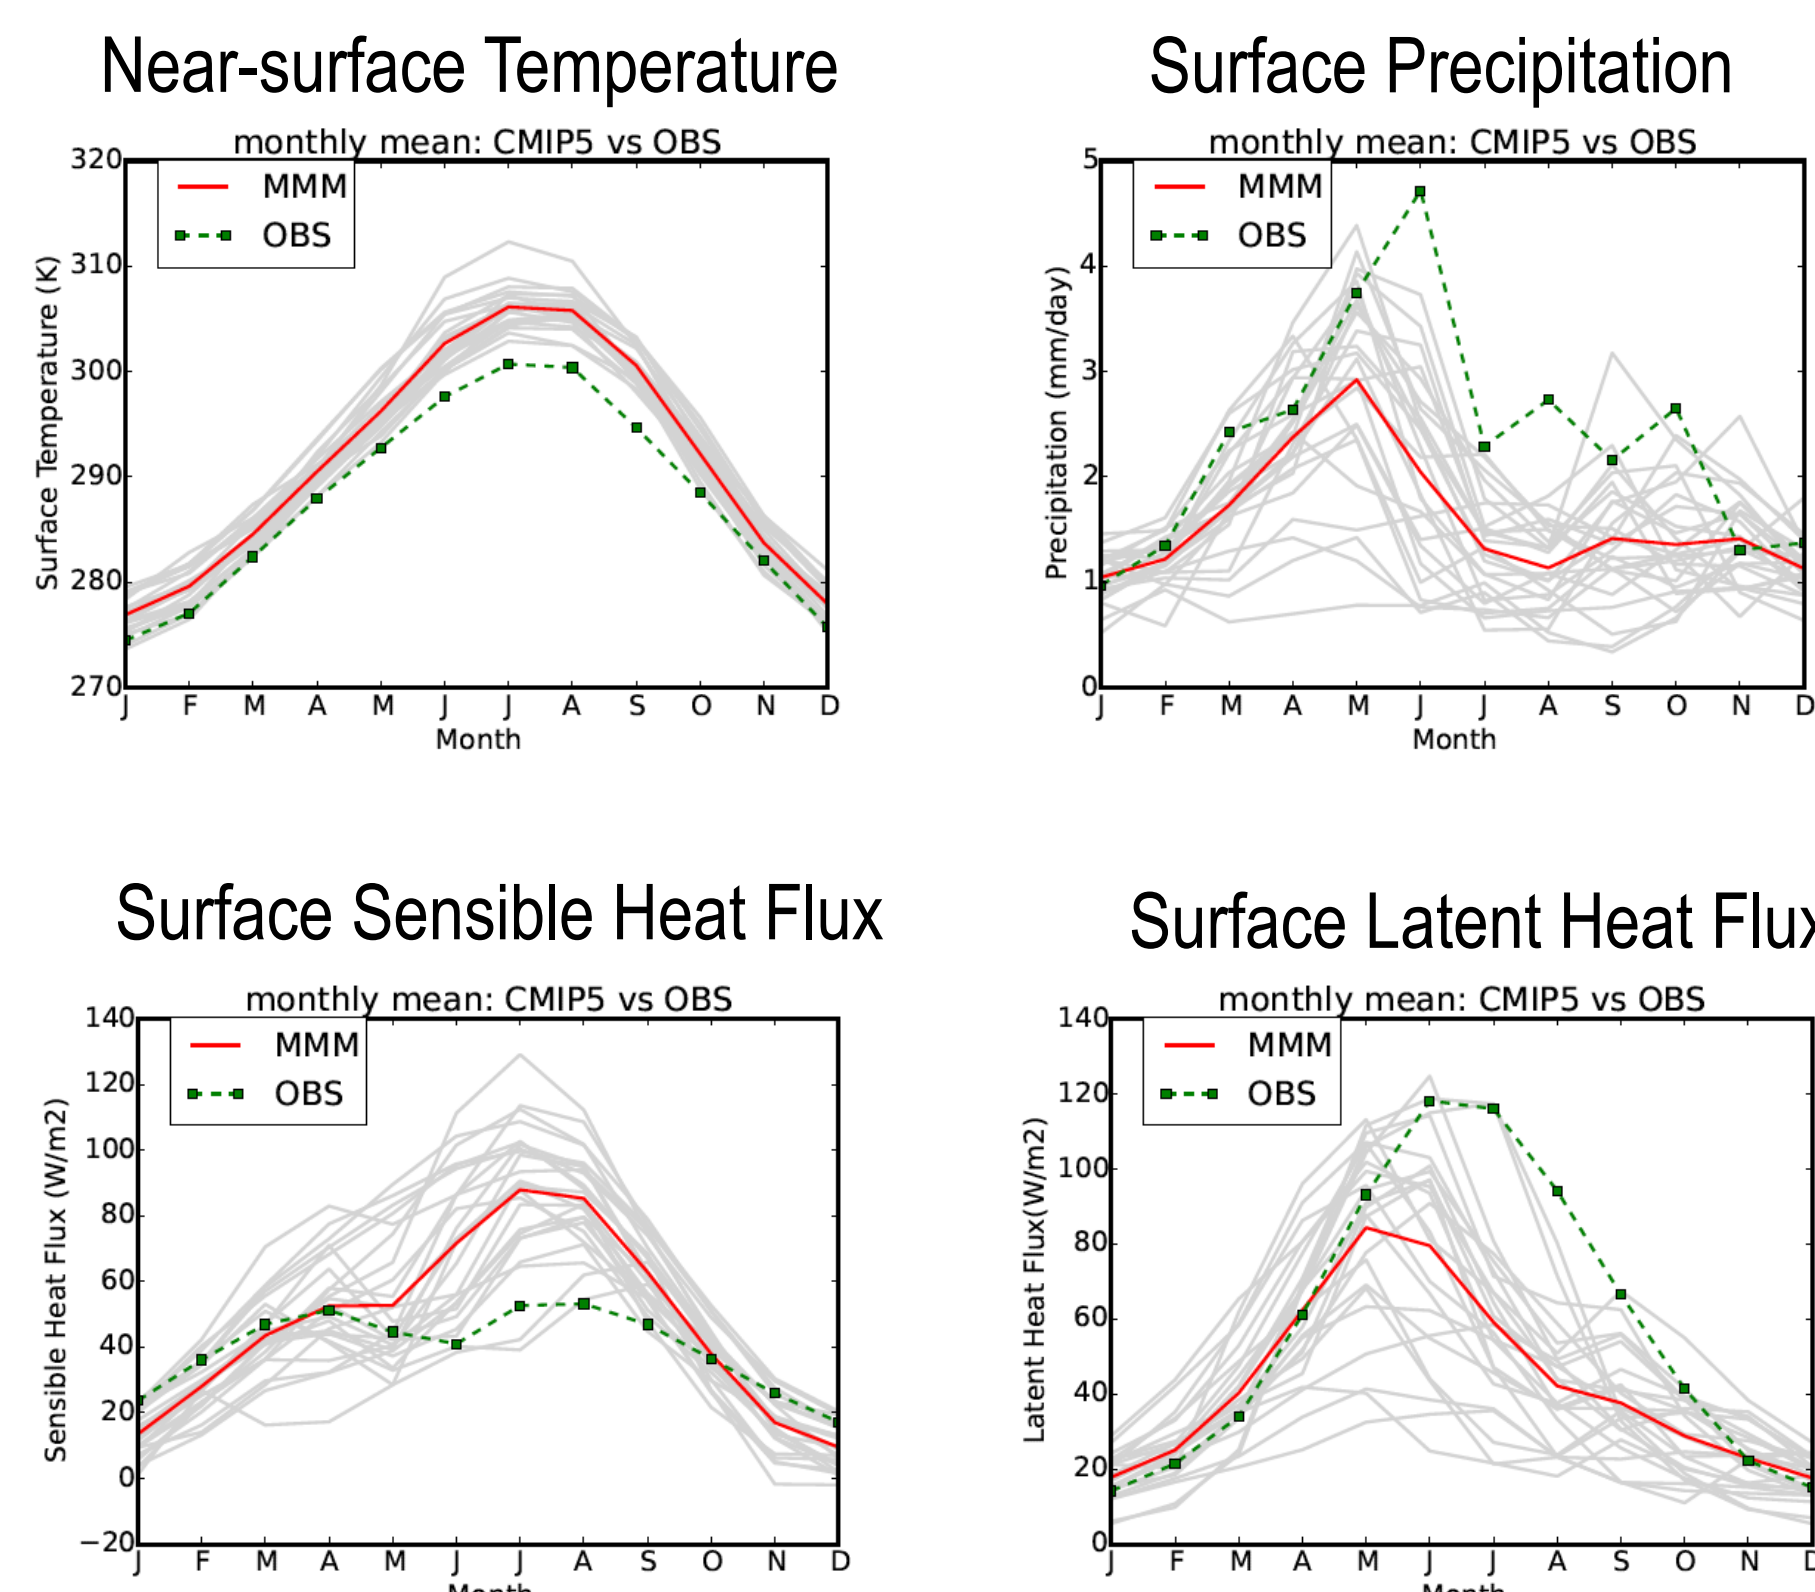 Near-surface Temperature
monthly mean: CMIP5 vs OBS
MMM
OBS
Surface Temperature (K)
320
310
300
290
280
270
J F M A M J J A S O N D
Month
Surface Precipitation
monthly mean: CMIP5 vs OBS
MMM
OBS
Precipitation (mm/day)
5
4
3
2
1
0
J F M A M J J A S O N D
Month
Surface Sensible Heat Flux
monthly mean: CMIP5 vs OBS
MMM
OBS
Sensible Heat Flux (W/m2)
140
120
100
80
60
40
20
0
−20
J F M A M J J A S O N D
Month
Surface Latent Heat Flux
monthly mean: CMIP5 vs OBS
MMM
OBS
Latent Heat Flux(W/m2)
140
120
100
80
60
40
20
0
J F M A M J J A S O N D
Month